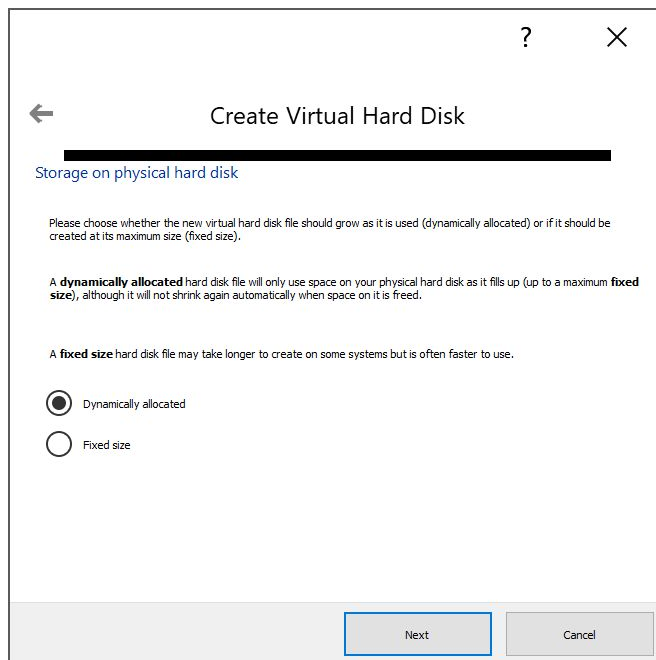 ?
Create Virtual Hard Disk
Storage on physical hard disk
Please choose whether the new virtual hard disk file should grow as it is used (dynamically allocated) or if it should be
created at its maximum size (fixed size).
A dynamically allocated hard disk file will only use space on your physical hard disk as it fills up (up to a maximum fixed
size), although it will not shrink again automatically when space on it is freed.
A fixed size hard disk file may take longer to create on some systems but is often faster to use.
Dynamically allocated
Fixed size
Next Cancel